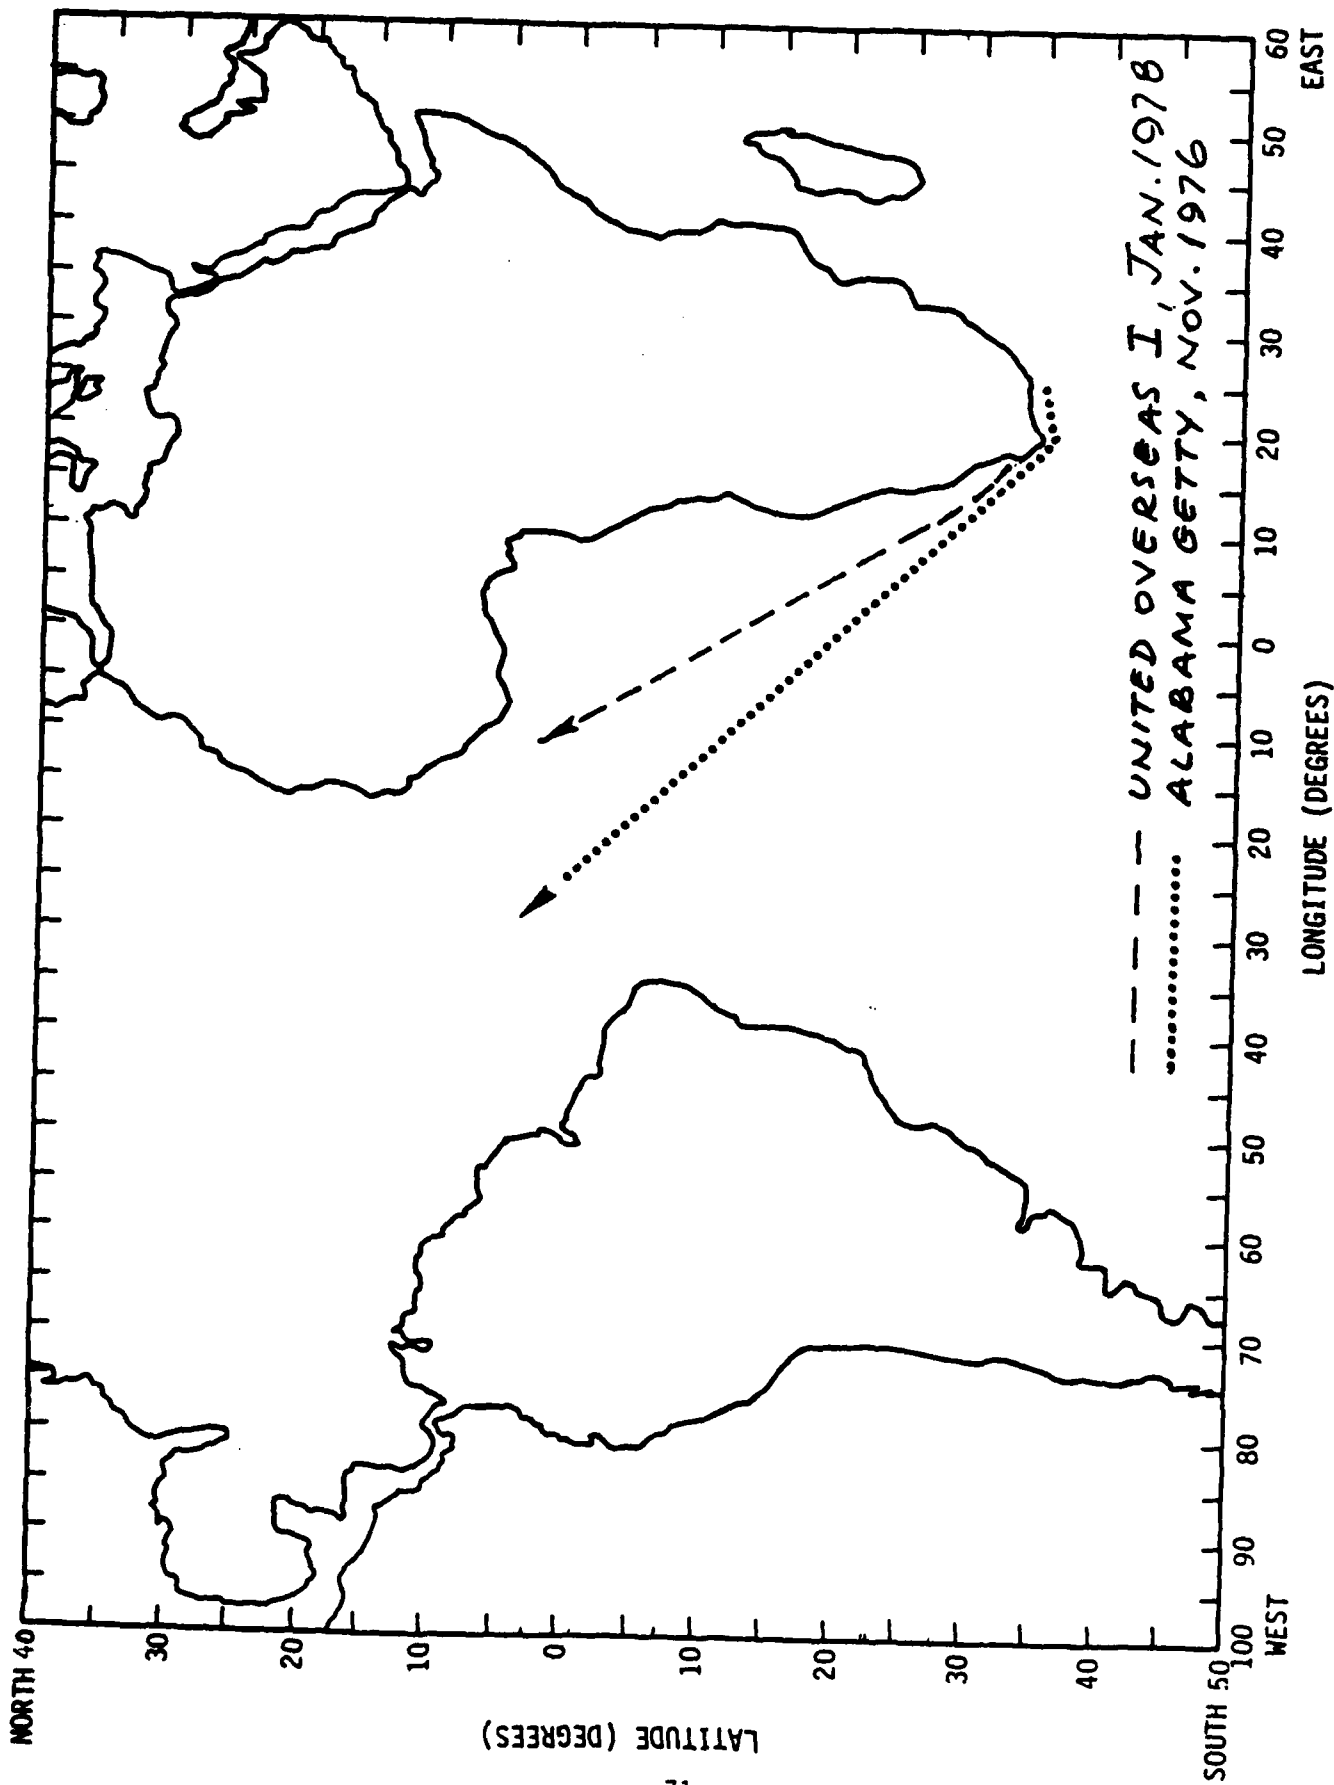 NORTH 40
30
20
10
0
10
20
30
40
SOUTH 50
LATITUDE (DEGREES)
— — — — — UNITED OVERSEAS I, JAN. 1978
.................. ALABAMA GETTY, NOV. 1976
100 90 80 70 60 50 40 30 20 10 0 10 20 30 40 50 60
WEST EAST
LONGITUDE (DEGREES)